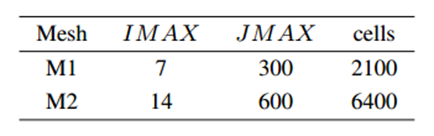 Mesh IMAX JMAX cells
M1 7 300 2100
M2 14 600 6400